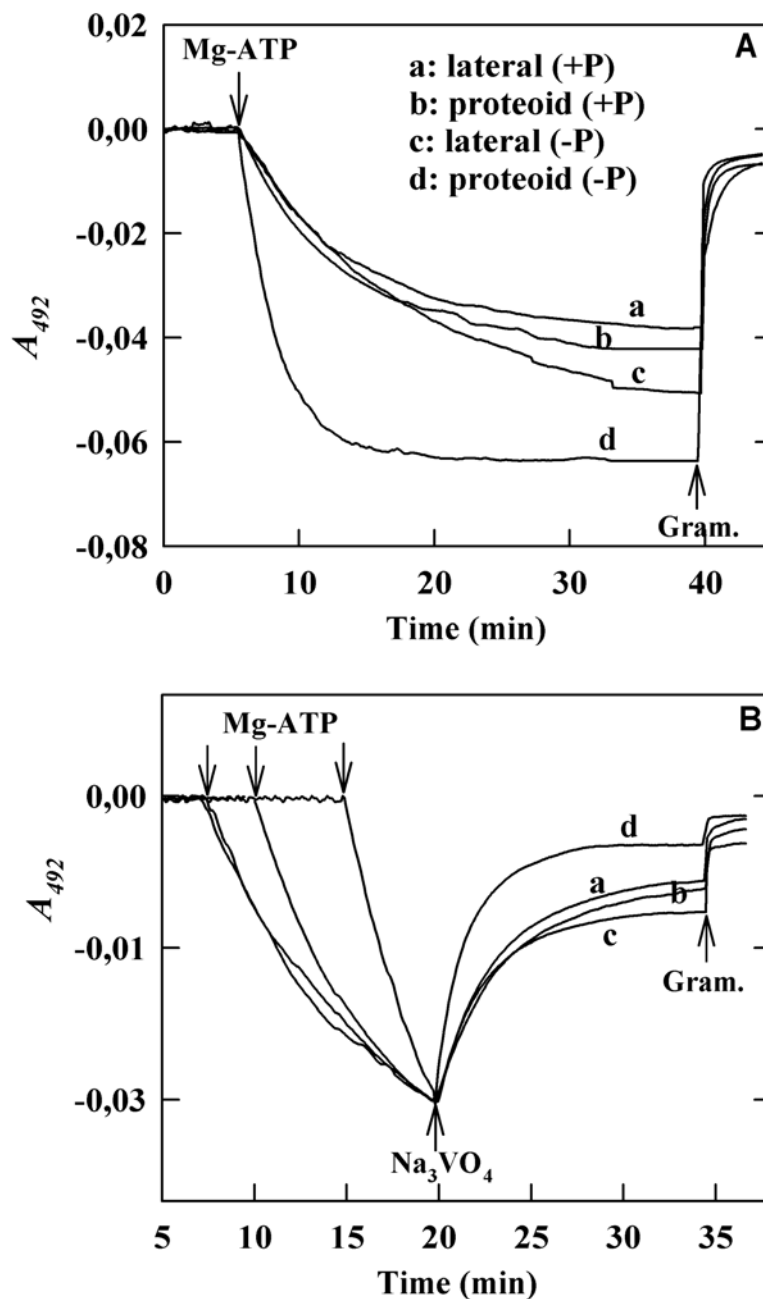 0,02
A
Mg-ATP
a: lateral (+P)
b: proteoid (+P)
c: lateral (-P)
d: proteoid (-P)
0,00
-0,02
A492
-0,04
-0,06
-0,08
a
b
c
d
Gram.
0 10 20 30 40
Time (min)
B
Mg-ATP
0,00
A492
-0,01
-0,03
d
a
b
c
Gram.
Na3VO4
5 10 15 20 25 30 35
Time (min)